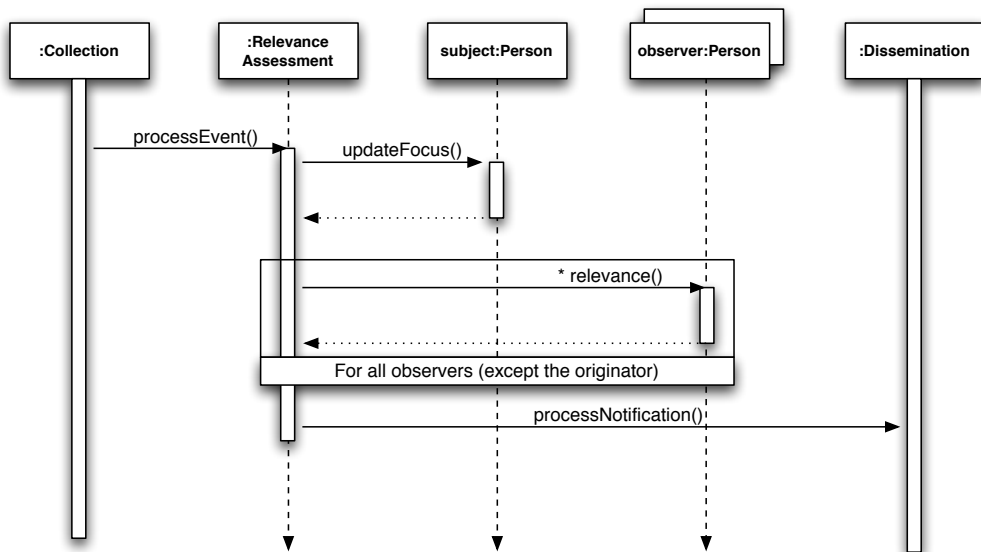 :Collection
:Relevance
Assessment
subject:Person
observer:Person
:Dissemination
processEvent()
updateFocus()
* relevance()
For all observers (except the originator)
processNotification()